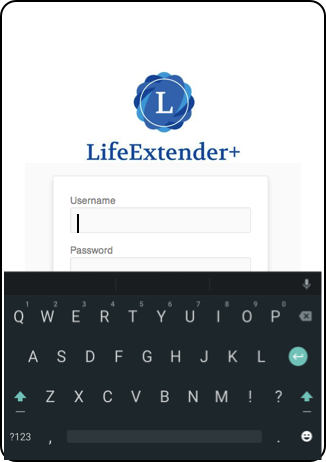 L
LifeExtender+
Username
Password
1 2 3 4 5 6 7 8 9 0
Q W E R T Y U I O P
A S D F G H J K L
Z X C V B N M ! ?
?123 , .